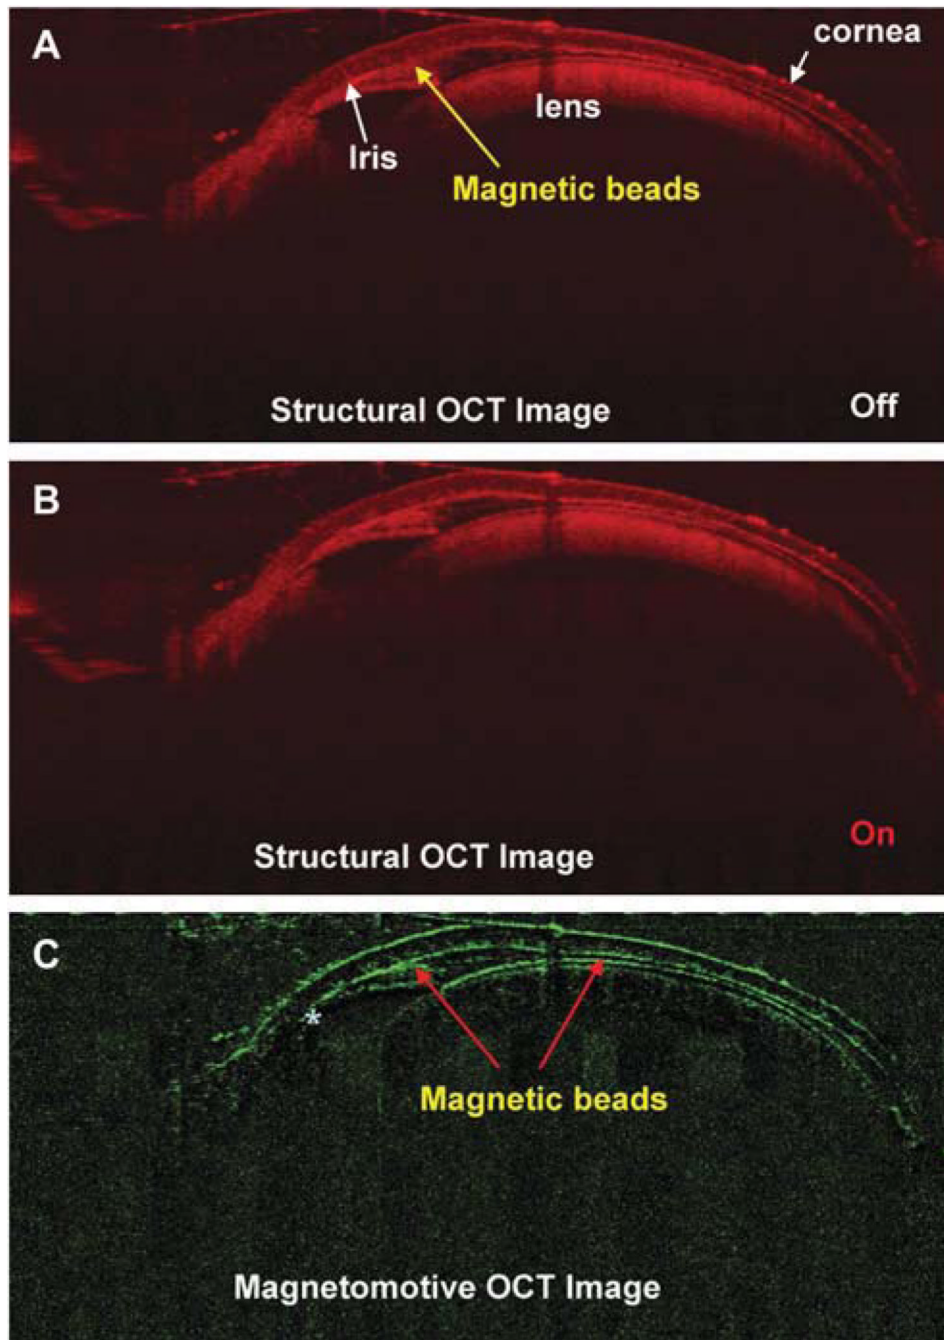 A
cornea
lens
Iris
Magnetic beads
Structural OCT Image
Off
B
On
Structural OCT Image
C
*
Magnetic beads
Magnetomotive OCT Image